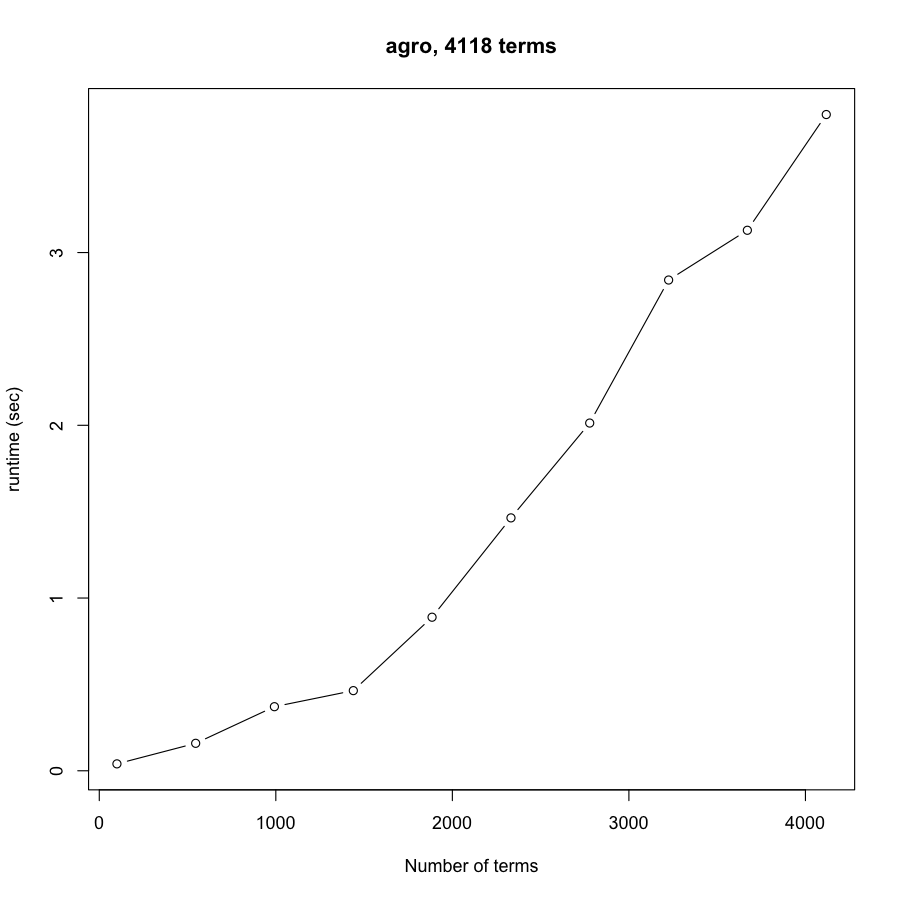 agro, 4118 terms
runtime (sec)
3
2
1
0
0 1000 2000 3000 4000
Number of terms